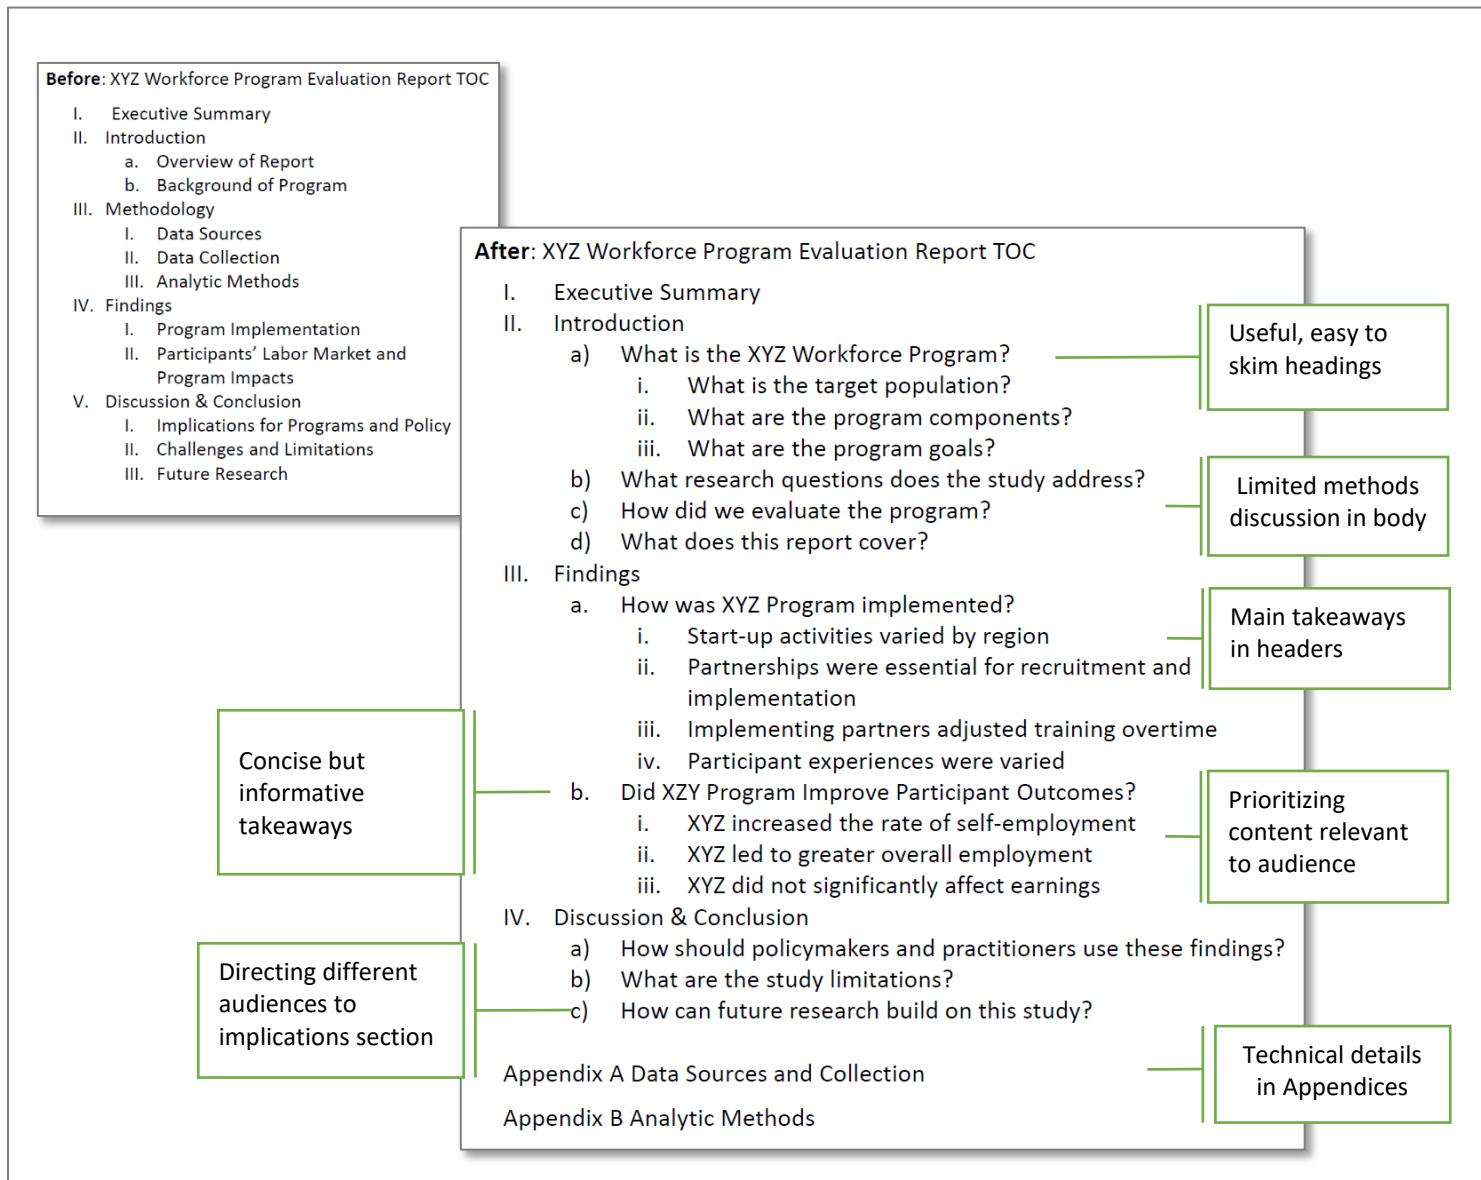 Before: XYZ Workforce Program Evaluation Report TOC
I. Executive Summary
II. Introduction
a. Overview of Report
b. Background of Program
III. Methodology
I. Data Sources
II. Data Collection
III. Analytic Methods
IV. Findings
I. Program Implementation
II. Participants’ Labor Market and
Program Impacts
V. Discussion & Conclusion
I. Implications for Programs and Policy
II. Challenges and Limitations
III. Future Research
After: XYZ Workforce Program Evaluation Report TOC
I. Executive Summary
II. Introduction
a) What is the XYZ Workforce Program?
i. What is the target population?
ii. What are the program components?
iii. What are the program goals?
b) What research questions does the study address?
c) How did we evaluate the program?
d) What does this report cover?
III. Findings
a. How was XYZ Program implemented?
i. Start-up activities varied by region
ii. Partnerships were essential for recruitment and
implementation
iii. Implementing partners adjusted training overtime
iv. Participant experiences were varied
b. Did XZY Program Improve Participant Outcomes?
i. XYZ increased the rate of self-employment
ii. XYZ led to greater overall employment
iii. XYZ did not significantly affect earnings
IV. Discussion & Conclusion
a) How should policymakers and practitioners use these findings?
b) What are the study limitations?
c) How can future research build on this study?
Appendix A Data Sources and Collection
Appendix B Analytic Methods
Useful, easy to
skim headings
Limited methods
discussion in body
Main takeaways
in headers
Concise but
informative
takeaways
Prioritizing
content relevant
to audience
Directing different
audiences to
implications section
Technical details
in Appendices